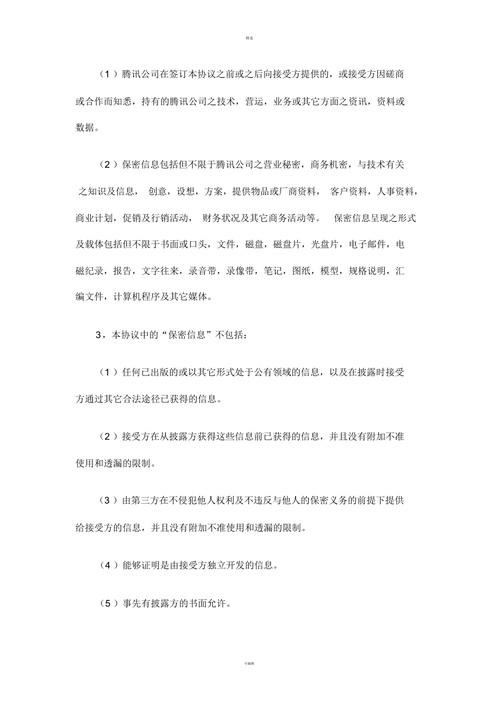 （1）腾讯公司在签订本协议之前或之后向接受方提供的，或接受方因磋商
或合作而知悉，持有的腾讯公司之技术，营运，业务或其它方面之资讯，资料或
数据。
（2）保密信息包括但不限于腾讯公司之营业秘密，商务机密，与技术有关
之知识及信息， 创意，设想，方案，提供物品或厂商资料， 客户资料，人事资料，
商业计划，促销及行销活动， 财务状况及其它商务活动等。 保密信息呈现之形式
及载体包括但不限于书面或口头，文件，磁盘，磁盘片，光盘片，电子邮件，电
磁纪录，报告，文字往来，录音带，录像带，笔记，图纸，模型，规格说明，汇
编文件，计算机程序及其它媒体。
3．本协议中的“保密信息”不包括：
（1）任何已出版的或以其它形式处于公有领域的信息，以及在披露时接受
方通过其它合法途径已获得的信息。
（2）接受方在从披露方获得这些信息前已获得的信息，并且没有附加不准
使用和透漏的限制。
（3）由第三方在不侵犯他人权利及不违反与他人的保密义务的前提下提供
给接受方的信息，并且没有附加不准使用和透漏的限制。
（4）能够证明是由接受方独立开发的信息。
（5）事先有披露方的书面允许。